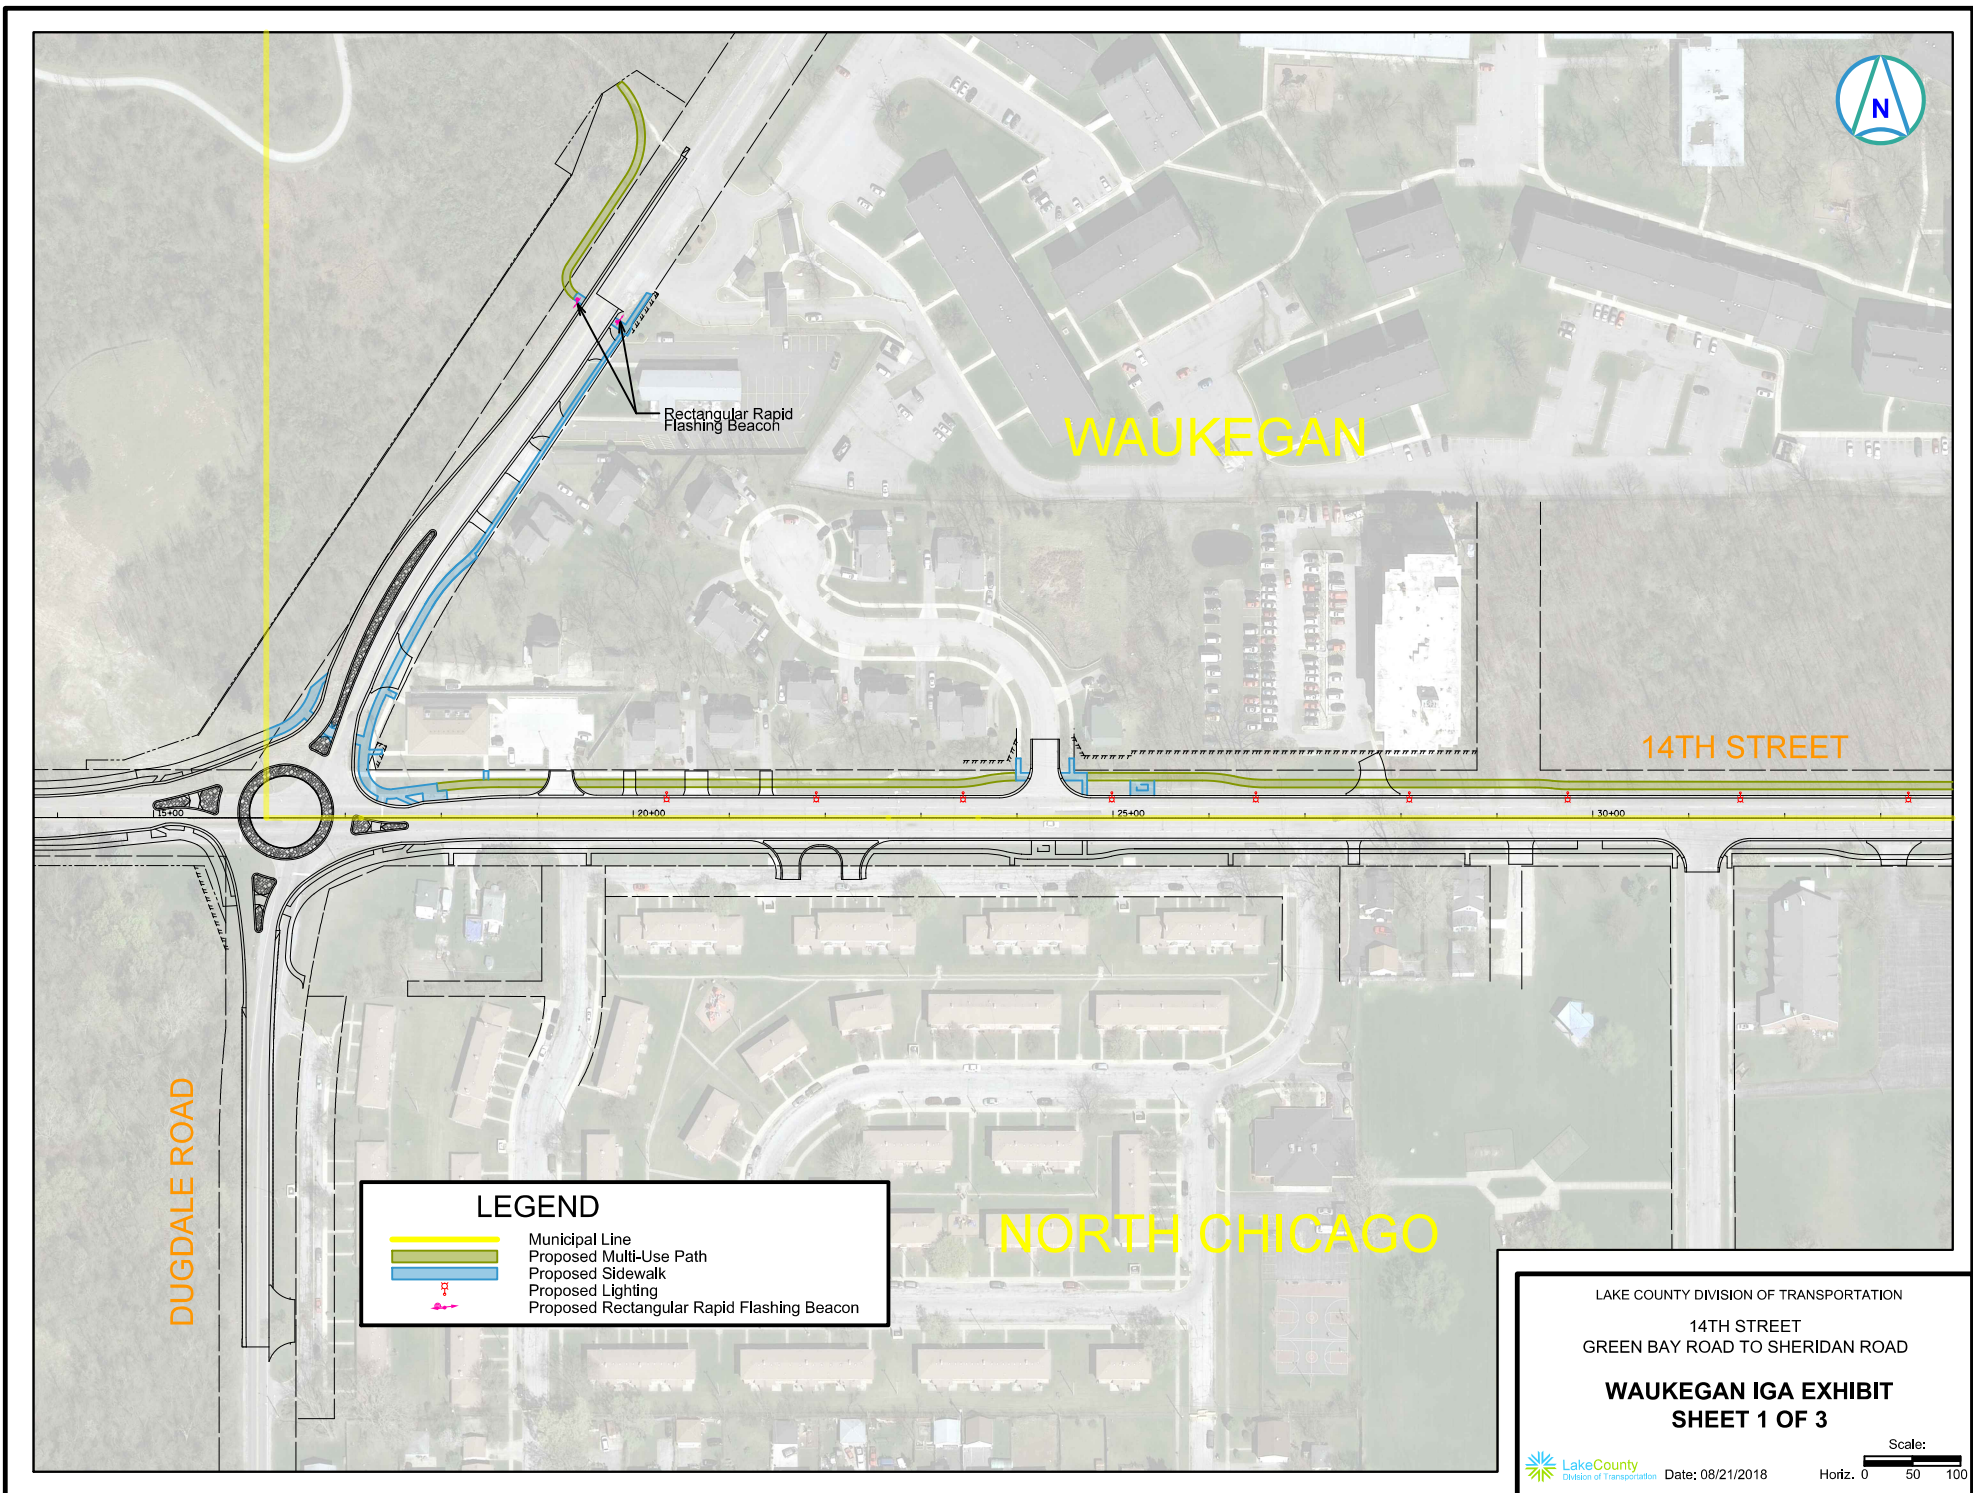 N
Rectangular Rapid
Flashing Beacon
WAUKEGAN
14TH STREET
15+00
20+00
25+00
30+00
DUGDALE ROAD
NORTH CHICAGO
LEGEND
Municipal Line
Proposed Multi-Use Path
Proposed Sidewalk
Proposed Lighting
Proposed Rectangular Rapid Flashing Beacon
LAKE COUNTY DIVISION OF TRANSPORTATION
14TH STREET
GREEN BAY ROAD TO SHERIDAN ROAD
WAUKEGAN IGA EXHIBIT
SHEET 1 OF 3
LakeCounty
Division of Transportation
Date: 08/21/2018
Scale:
Horiz. 0 50 100